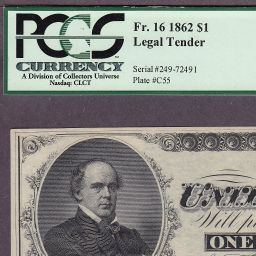 PCGS
CURRENCY
A Division of Collectors Universe
Nasdaq: CLCT
Fr. 16 1862 $1
Legal Tender
Serial #249-72491
Plate #C55
Will p
ONE